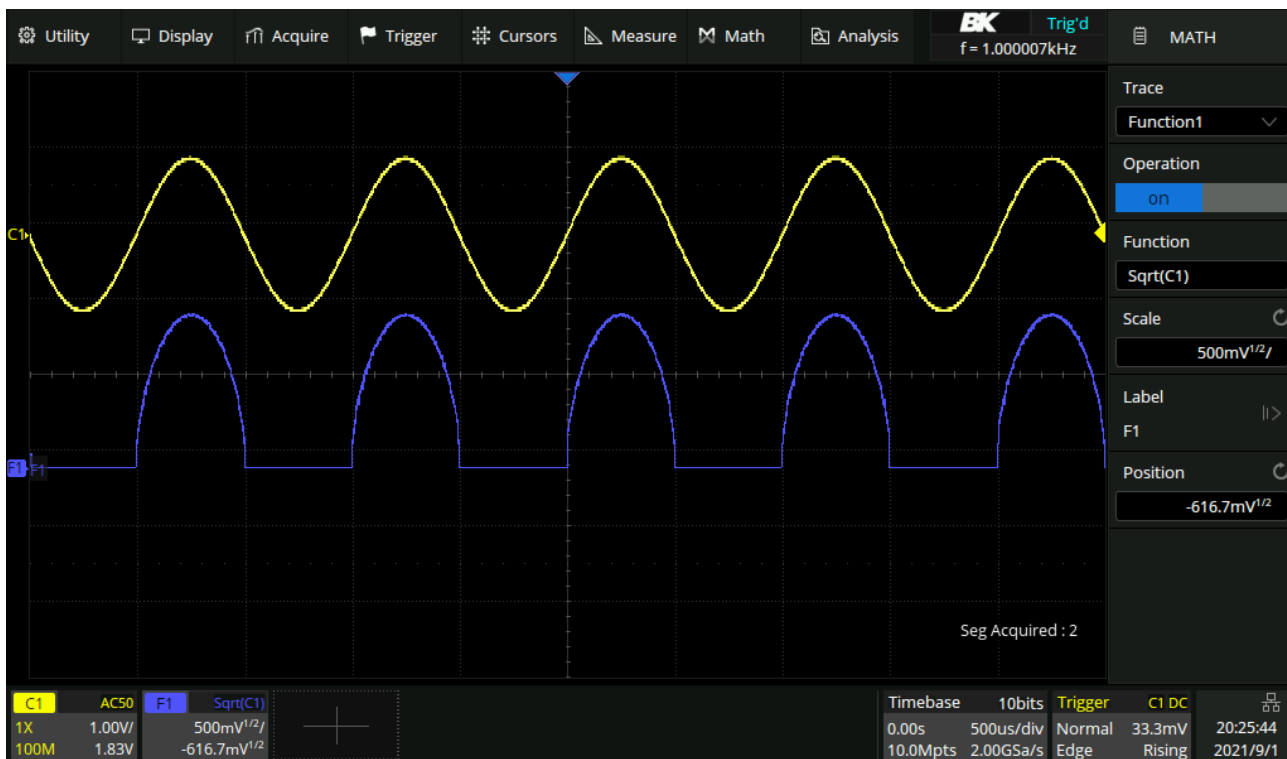 Utility Display Acquire Trigger Cursors Measure Math Analysis BK Trig'd MATH
f = 1.000007kHz
Trace
Function1
Operation
on
Function
Sqrt(C1)
Scale
500mV1/2/
Label
F1
Position
-616.7mV1/2
C1
F1 F1
Seg Acquired : 2
C1 AC50 F1 Sqrt(C1) Timebase 10bits Trigger C1 DC
1X 1.00V/ 500mV1/2/ 0.00s 500us/div Normal 33.3mV 20:25:44
100M 1.83V -616.7mV1/2 10.0Mpts 2.00GSa/s Edge Rising 2021/9/1